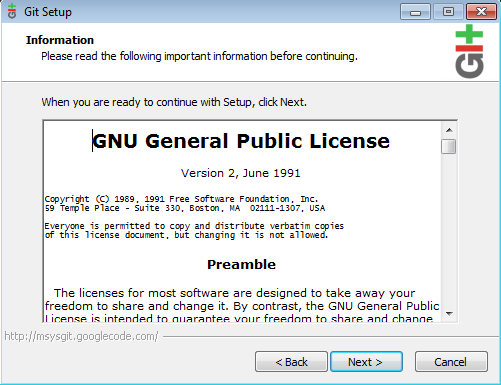 Git Setup
Information
Please read the following important information before continuing.
Git
When you are ready to continue with Setup, click Next.
GNU General Public License
Version 2, June 1991
Copyright (C) 1989, 1991 Free Software Foundation, Inc.
59 Temple Place - Suite 330, Boston, MA  02111-1307, USA
Everyone is permitted to copy and distribute verbatim copies
of this license document, but changing it is not allowed.
Preamble
The licenses for most software are designed to take away your
freedom to share and change it. By contrast, the GNU General Public
License is intended to guarantee your freedom to share and change
http://msysgit.googlecode.com/
< Back
Next >
Cancel